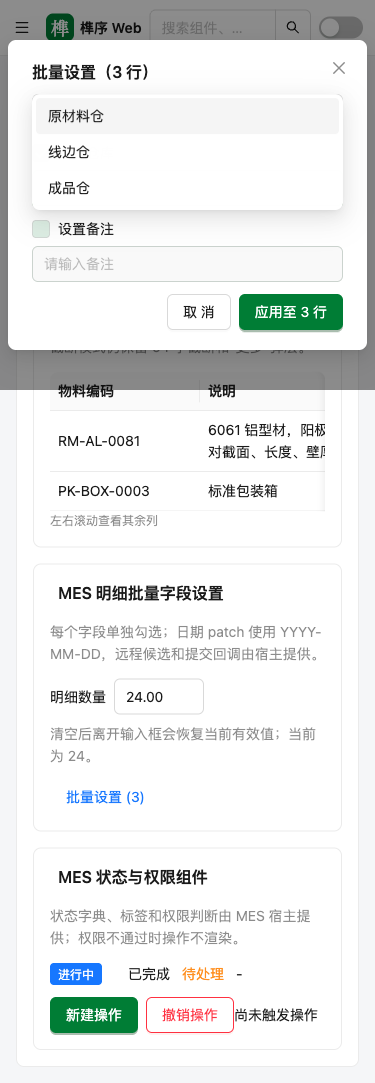 榫 榫序 Web
搜索组件、...
批量设置（3 行）
原材料仓
线边仓
成品仓
设置备注
请输入备注
取 消
应用至 3 行
物料编码 说明
RM-AL-0081
6061 铝型材，阳极
对截面、长度、壁厚
PK-BOX-0003 标准包装箱
左右滚动查看其余列
MES 明细批量字段设置
每个字段单独勾选；日期 patch 使用 YYYY-
MM-DD，远程候选和提交回调由宿主提供。
明细数量 24.00
清空后离开输入框会恢复当前有效值；当前
为 24。
批量设置 (3)
MES 状态与权限组件
状态字典、标签和权限判断由 MES 宿主提
供；权限不通过时操作不渲染。
进行中 已完成 待处理 -
新建操作 撤销操作 尚未触发操作